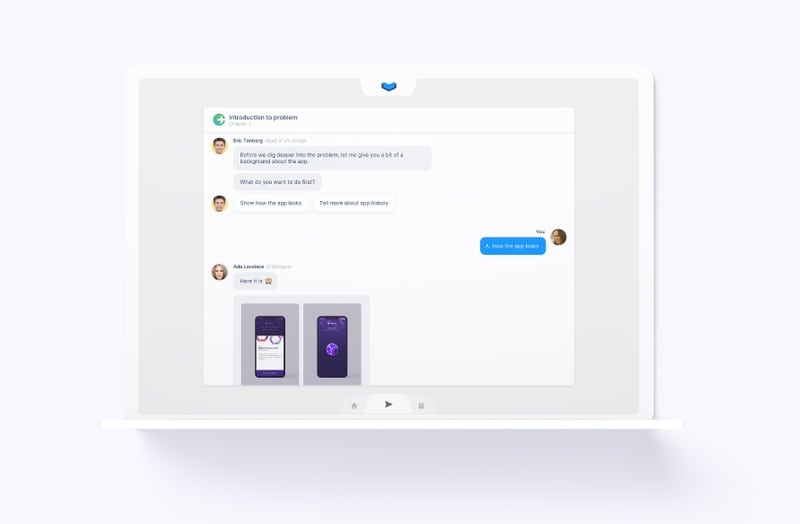 Introduction to problem
Chapter 1
Eric Tenberg Head of UX design
Before we dig deeper into the problem, let me give you a bit of a
background about the app.
What do you want to do first?
Show how the app looks
Tell more about app history
You
A How the app looks
Ada Lovelace UI Designer
Here it is